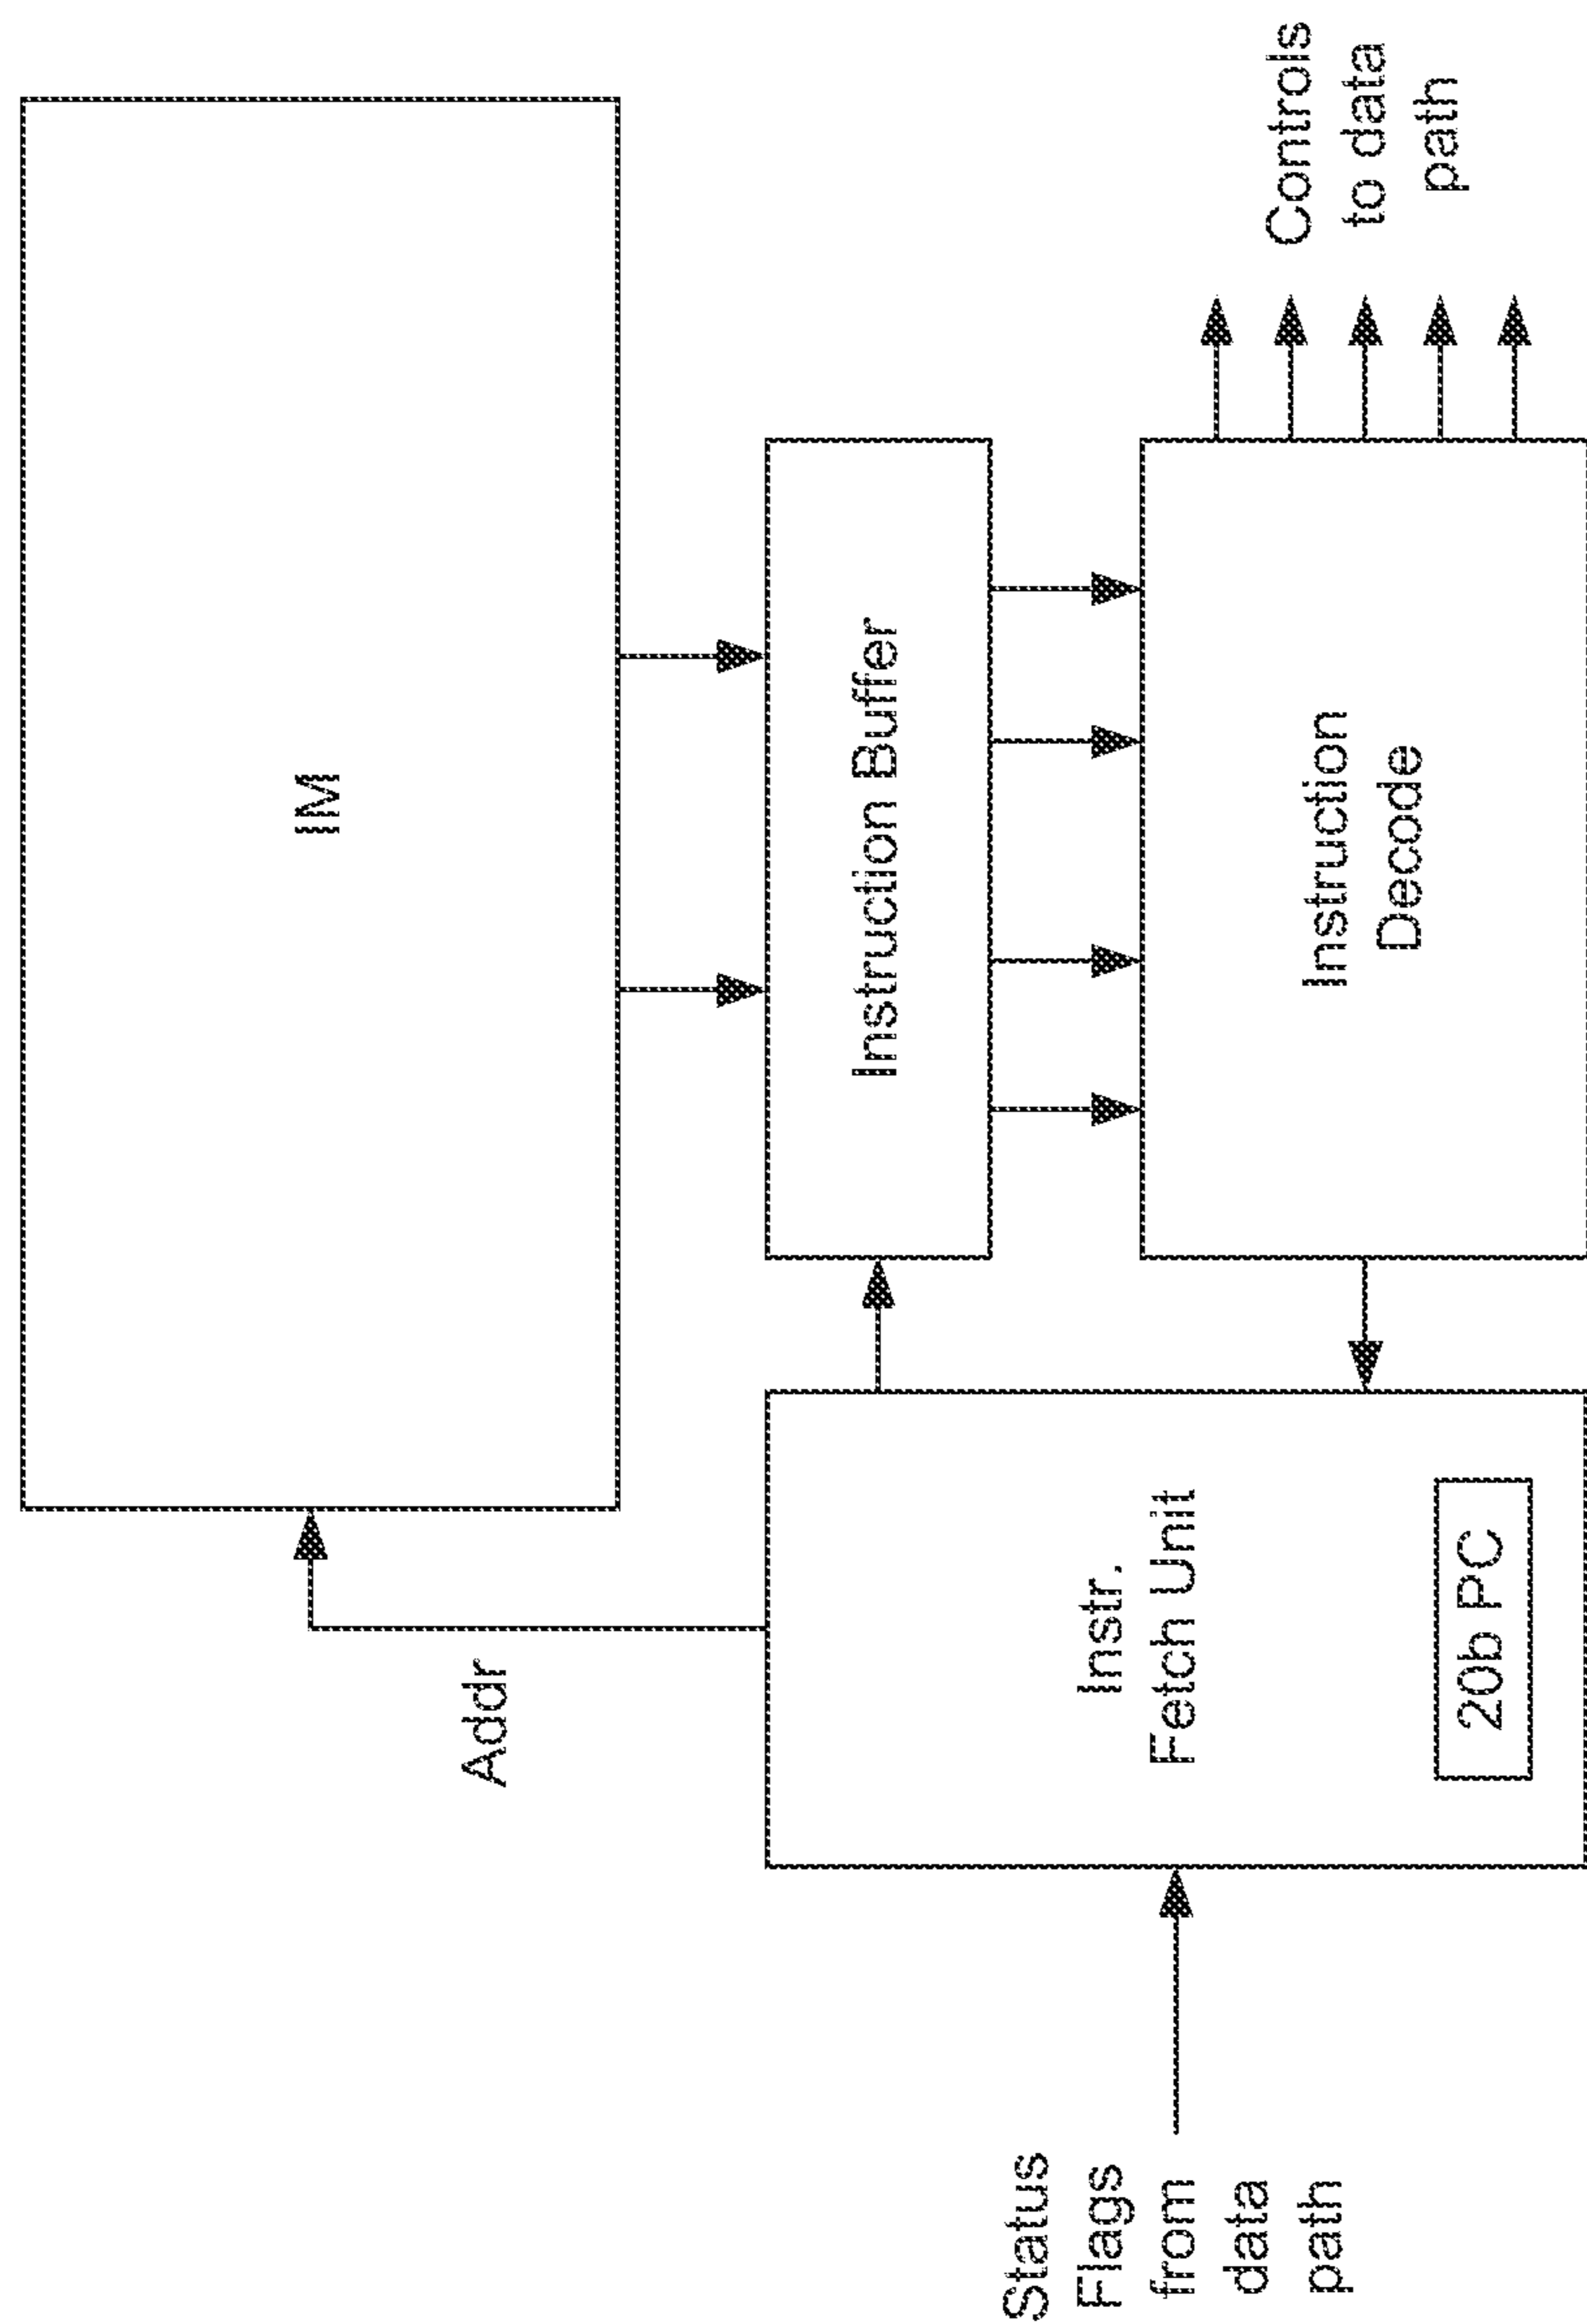 IM
Addr
Instruction Buffer
Instr.
Fetch Unit
20b PC
Instruction
Decode
Status
Flags
from
data
path
Controls
to data
path